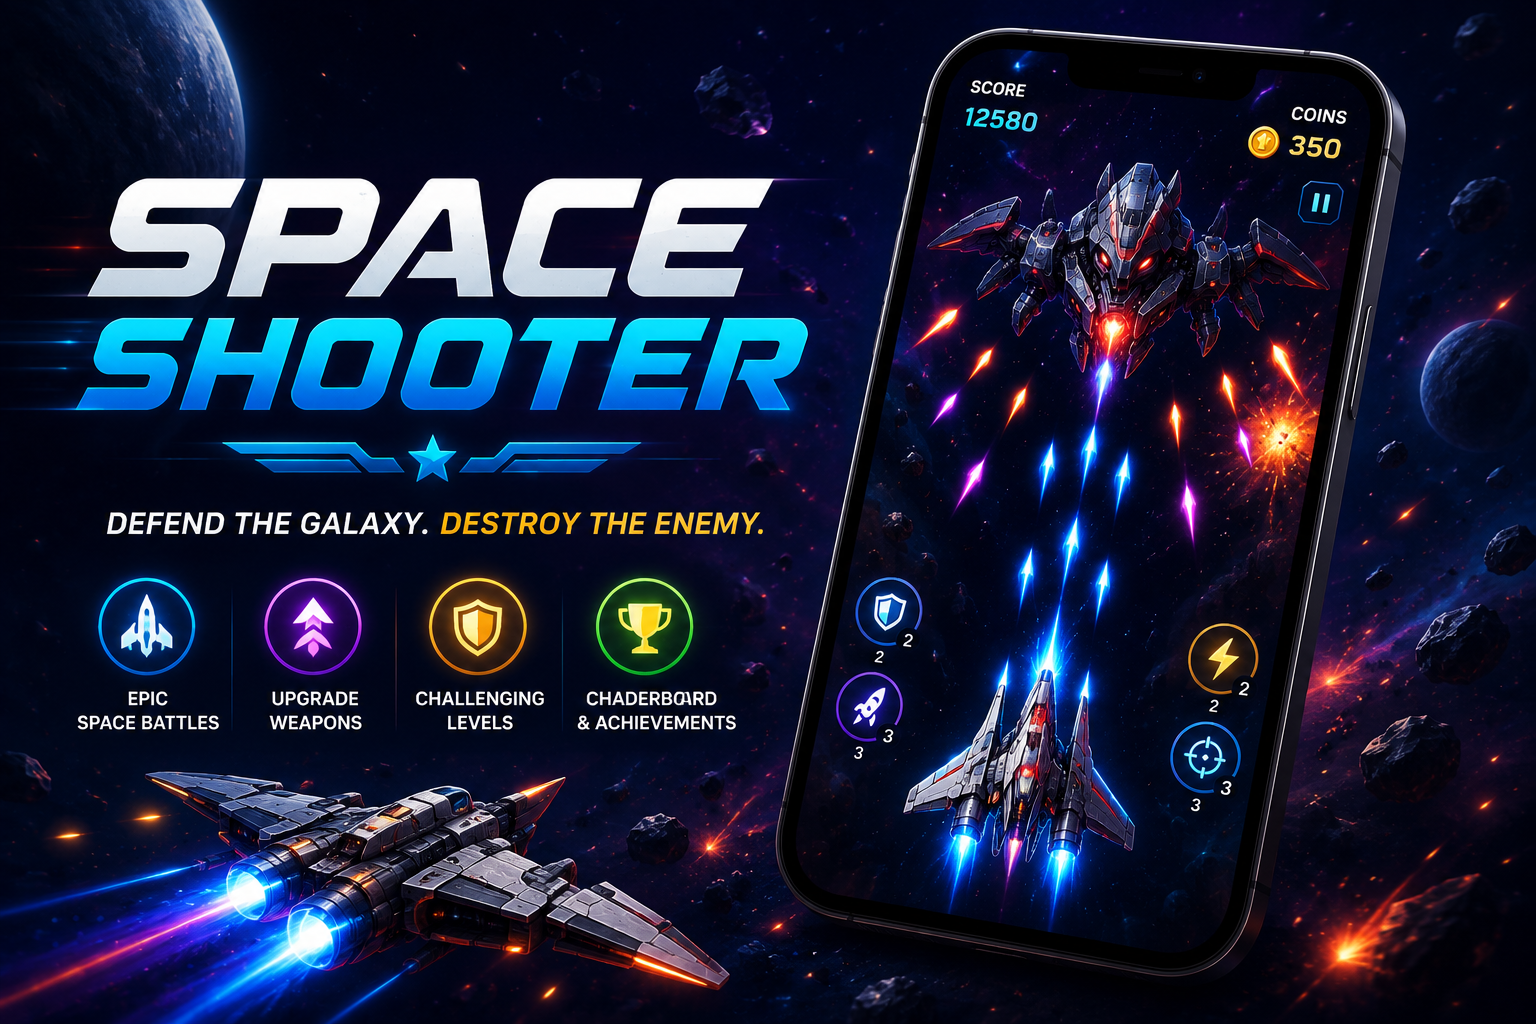 SPACE
SHOOTER
DEFEND THE GALAXY. DESTROY THE ENEMY.
EPIC
SPACE BATTLES
UPGRADE
WEAPONS
CHALLENGING
LEVELS
CHADERBOARD
& ACHIEVEMENTS
SCORE
12580
COINS
350
2
2
3
3
2
2
3
3